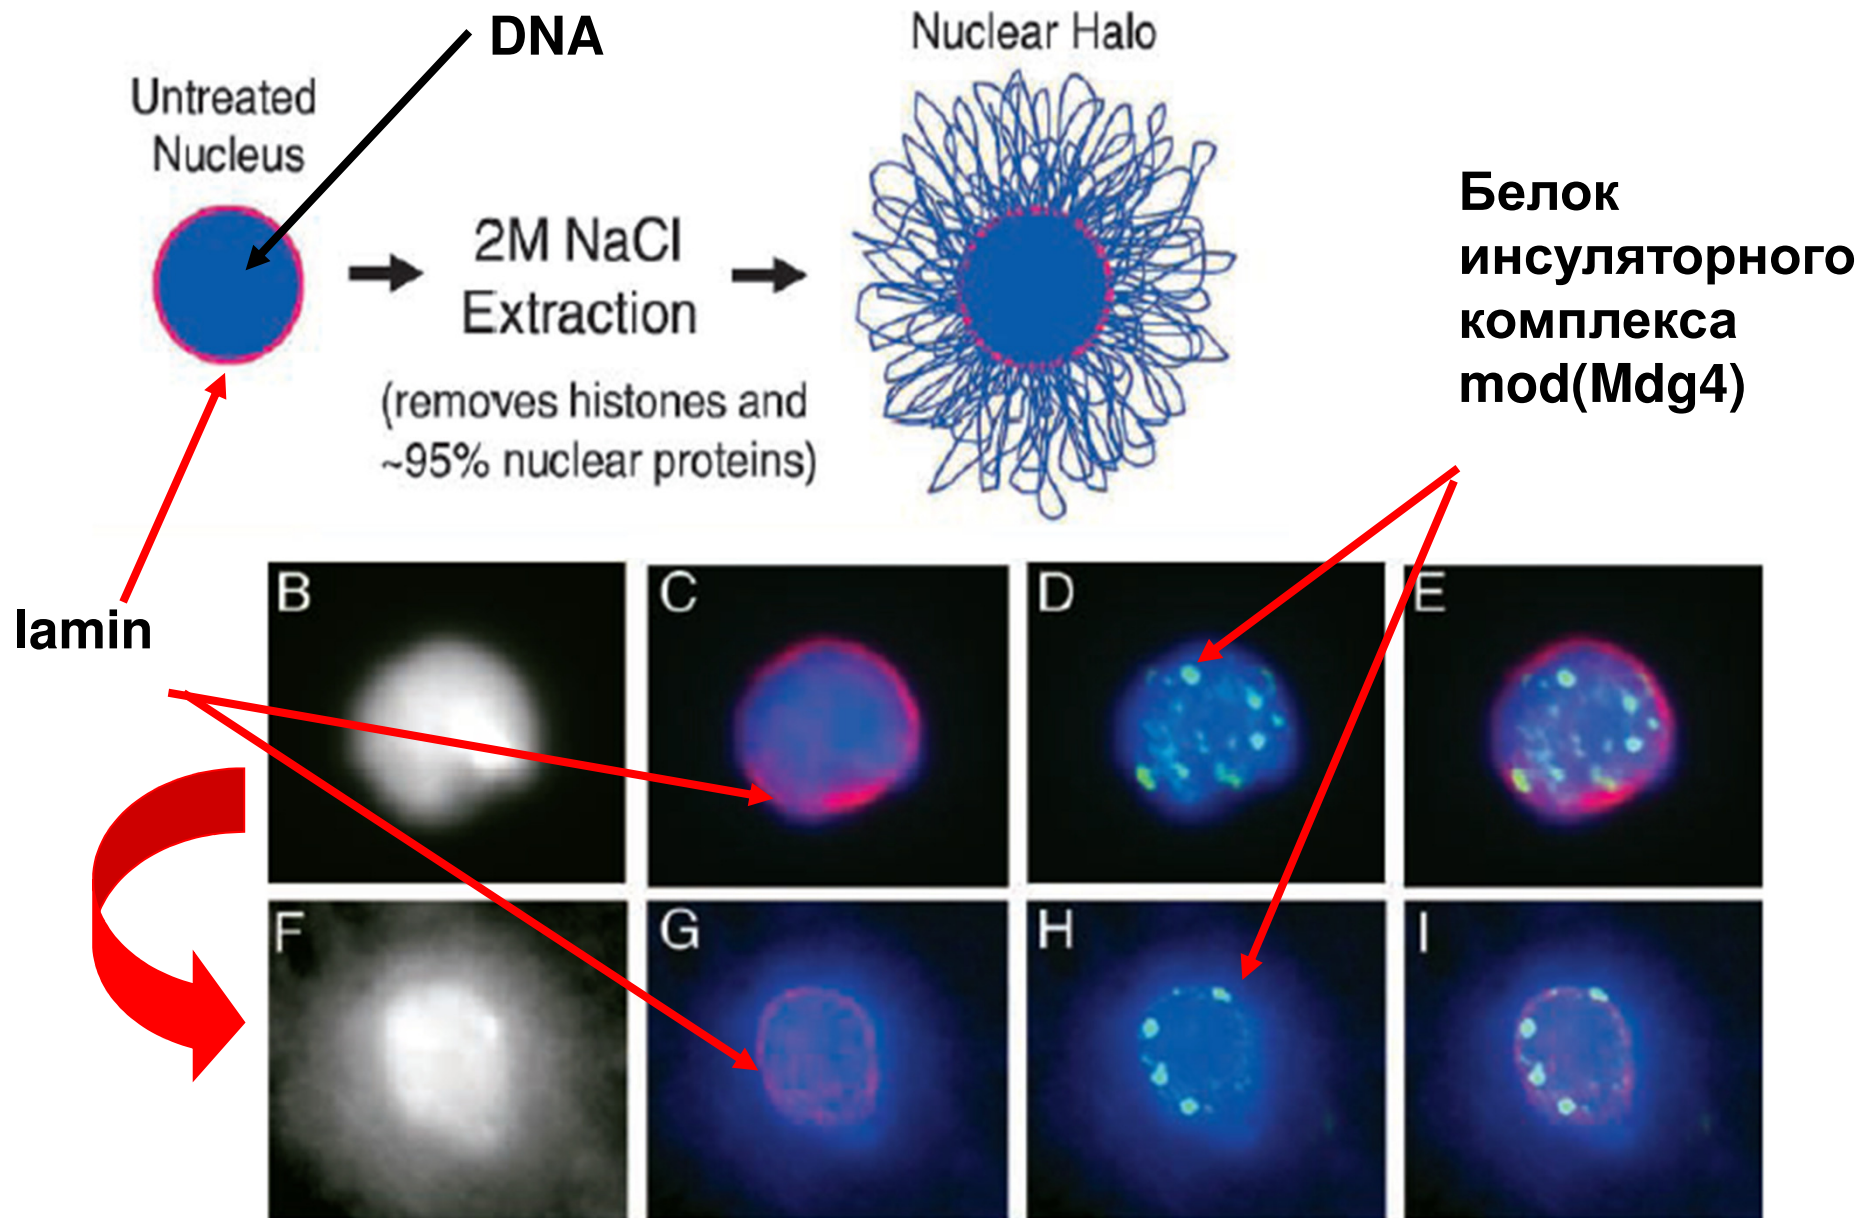 DNA
Nuclear Halo
Untreated
Nucleus
2M NaCl
Extraction
(removes histones and
~95% nuclear proteins)
Белок
инсуляторного
комплекса
mod(Mdg4)
lamin
B
C
D
E
F
G
H
I